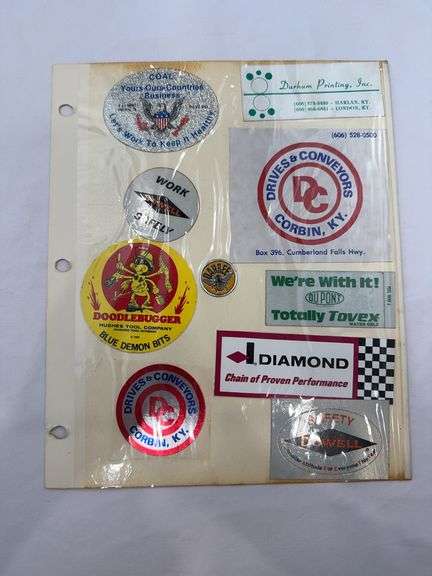 COAL
Yours-Ours-Countries
Business
Let's Work To Keep It Healthy
Durham Printing, Inc.
HARLAN, KY.
CORBIN, KY.
(606) 528-0500
DRIVES & CONVEYORS
DC
CORBIN, KY.
Box 396, Cumberland Falls Hwy.
WORK
SAFELY
DOODLEBUGGER
HUGHES TOOL COMPANY
BLUE DEMON BITS
We're With It!
DU PONT
Totally Tovex
WATER GELS
DIAMOND
Chain of Proven Performance
DRIVES & CONVEYORS
DC
CORBIN, KY.
SAFETY
DOWELL